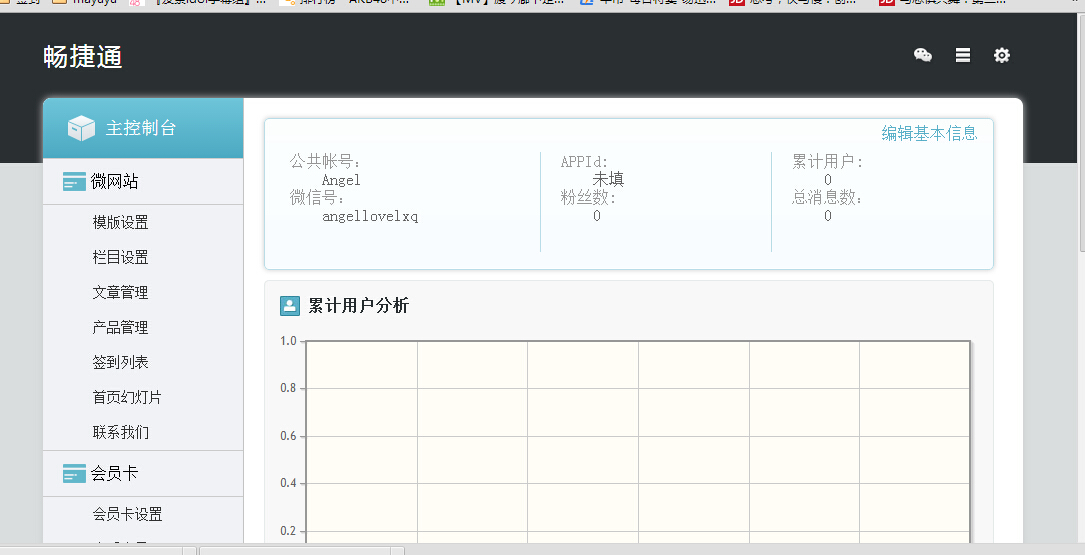 mayuyu
畅捷通
主控制台
微网站
模版设置
栏目设置
文章管理
产品管理
签到列表
首页幻灯片
联系我们
会员卡
会员卡设置
编辑基本信息
公共帐号：
Angel
微信号：
angellovelxq
APPId:
未填
粉丝数:
0
累计用户:
0
总消息数：
0
累计用户分析
1.0
0.8
0.6
0.4
0.2